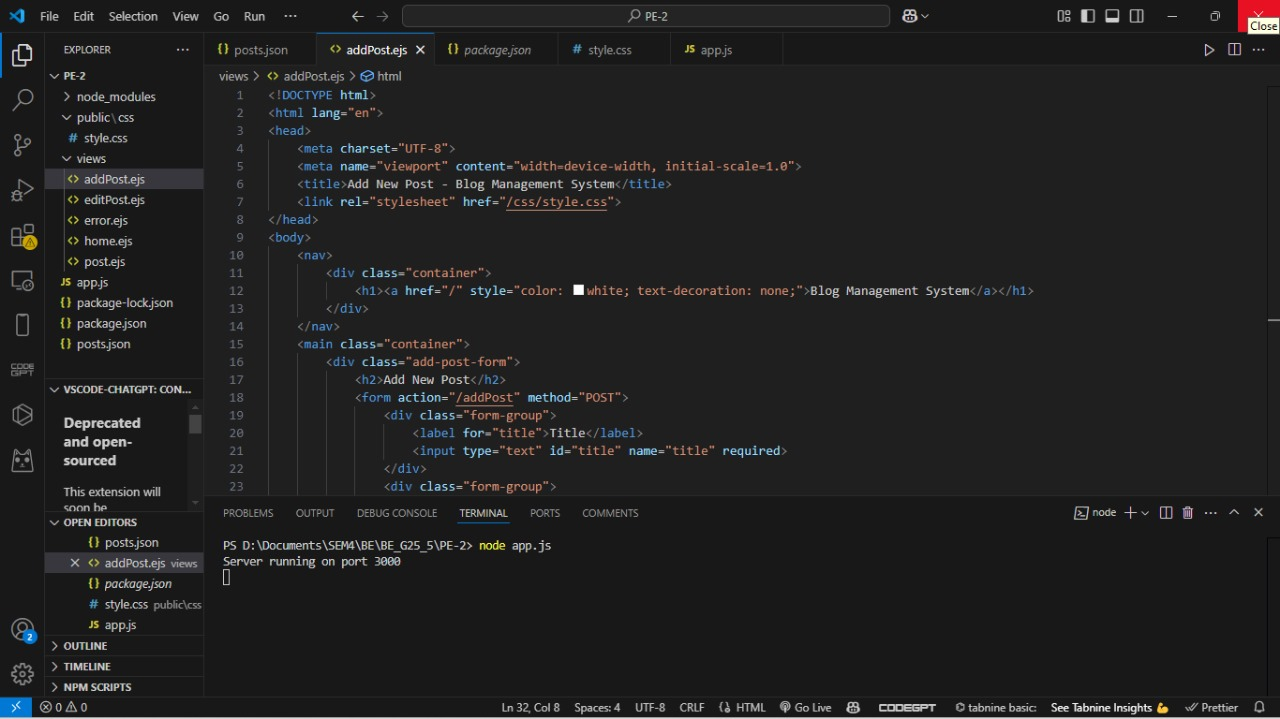 File Edit Selection View Go Run ··· PE-2
Close
EXPLORER ···
PE-2
node_modules
public\css
# style.css
views
<> addPost.ejs
<> editPost.ejs
<> error.ejs
<> home.ejs
<> post.ejs
JS app.js
{} package-lock.json
{} package.json
{} posts.json
VSCODE-CHATGPT: CON...
Deprecated
and open-
sourced
This extension will
soon be
OPEN EDITORS
{} posts.json
<> addPost.ejs views
{} package.json
# style.css public\css
JS app.js
OUTLINE
TIMELINE
NPM SCRIPTS
CODE
GPT
2
{} posts.json <> addPost.ejs {} package.json # style.css JS app.js ···
views > <> addPost.ejs > html
1 <!DOCTYPE html>
2 <html lang="en">
3 <head>
4 <meta charset="UTF-8">
5 <meta name="viewport" content="width=device-width, initial-scale=1.0">
6 <title>Add New Post - Blog Management System</title>
7 <link rel="stylesheet" href="/css/style.css">
8 </head>
9 <body>
10 <nav>
11 <div class="container">
12 <h1><a href="/" style="color: white; text-decoration: none;">Blog Management System</a></h1>
13 </div>
14 </nav>
15 <main class="container">
16 <div class="add-post-form">
17 <h2>Add New Post</h2>
18 <form action="/addPost" method="POST">
19 <div class="form-group">
20 <label for="title">Title</label>
21 <input type="text" id="title" name="title" required>
22 </div>
23 <div class="form-group">
PROBLEMS OUTPUT DEBUG CONSOLE TERMINAL PORTS COMMENTS node ···
PS D:\Documents\SEM4\BE\BE_G25_5\PE-2> node app.js
Server running on port 3000
0 0 Ln 32, Col 8 Spaces: 4 UTF-8 CRLF {} HTML Go Live CODEGPT tabnine basic: See Tabnine Insights 💪 Prettier